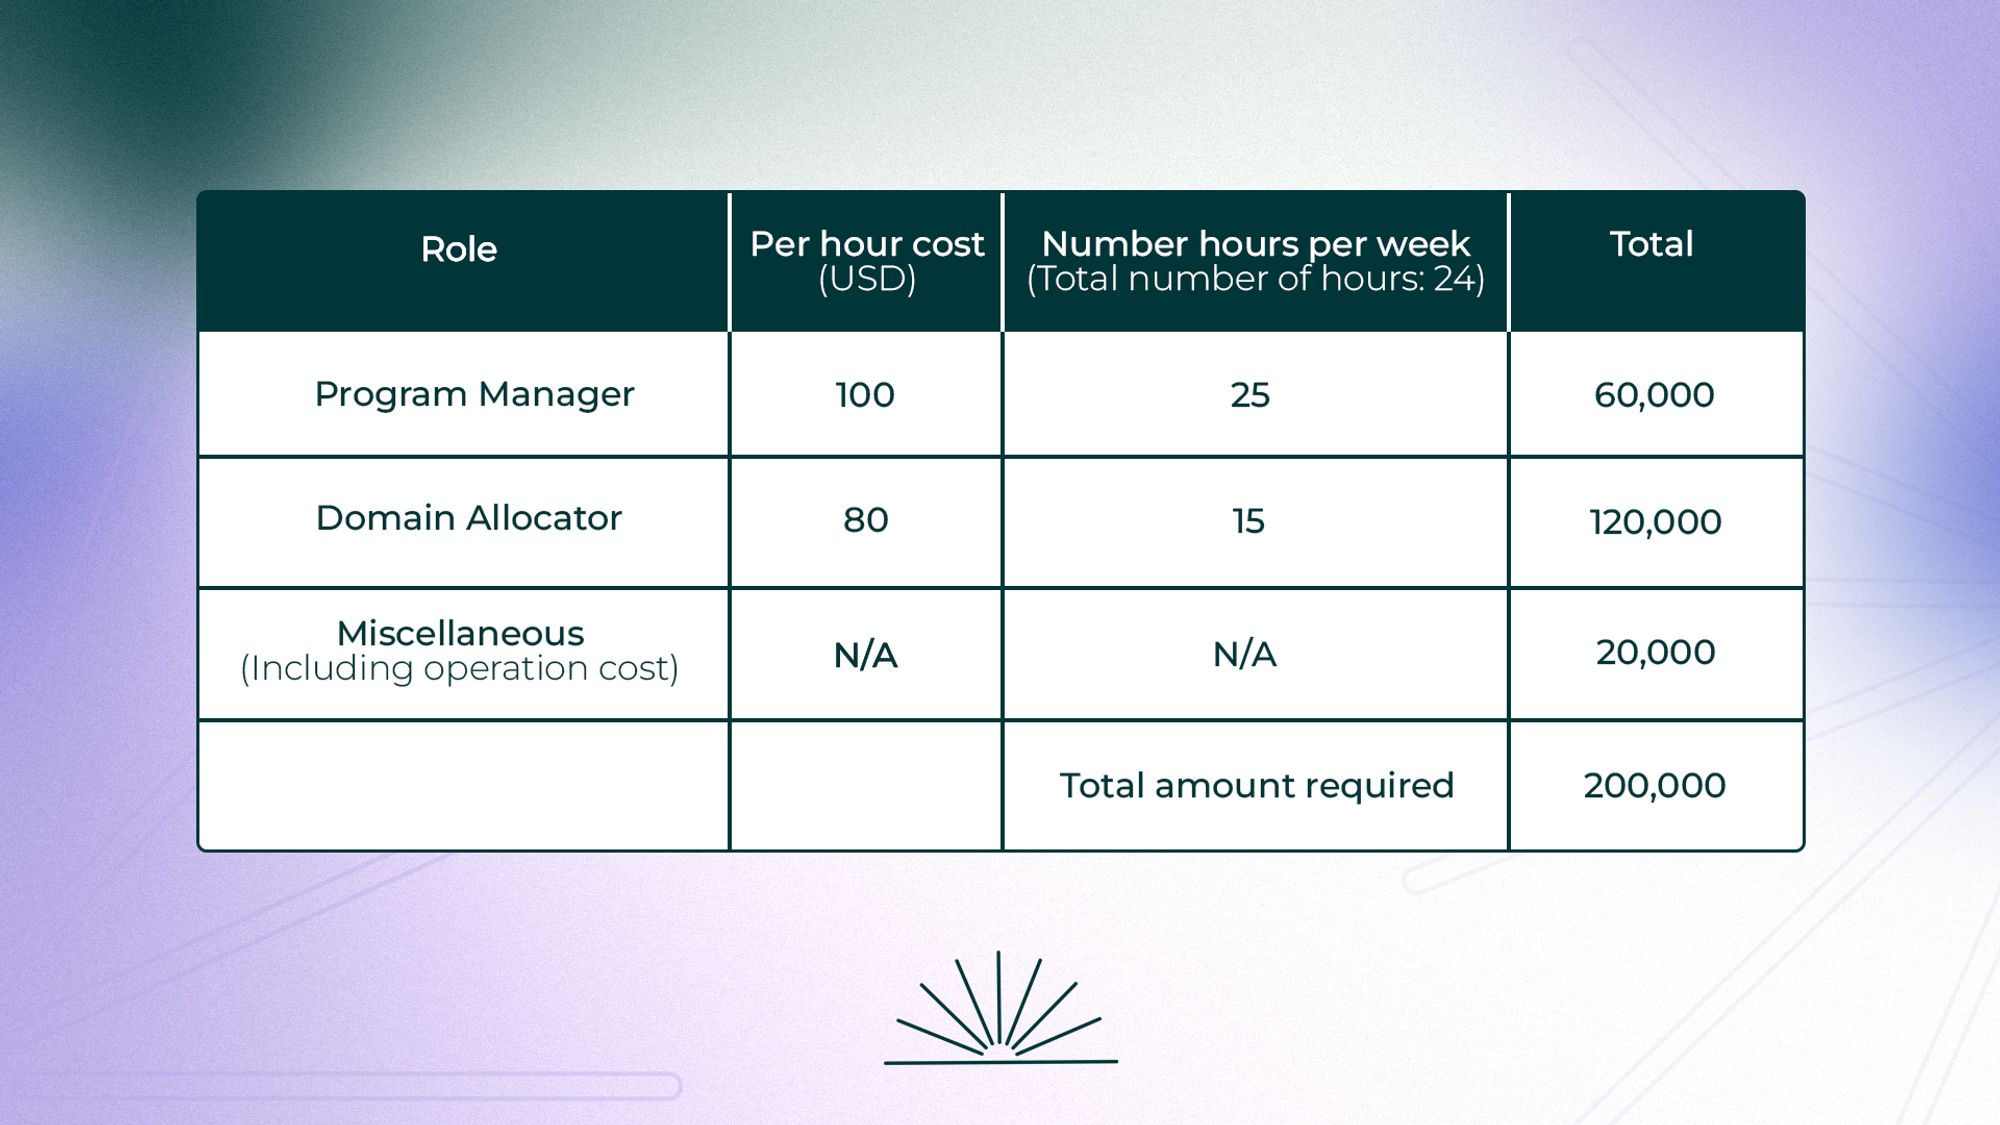 Role
Per hour cost
(USD)
Number hours per week
(Total number of hours: 24)
Total
Program Manager
100
25
60,000
Domain Allocator
80
15
120,000
Miscellaneous
(Including operation cost)
N/A
N/A
20,000
Total amount required
200,000